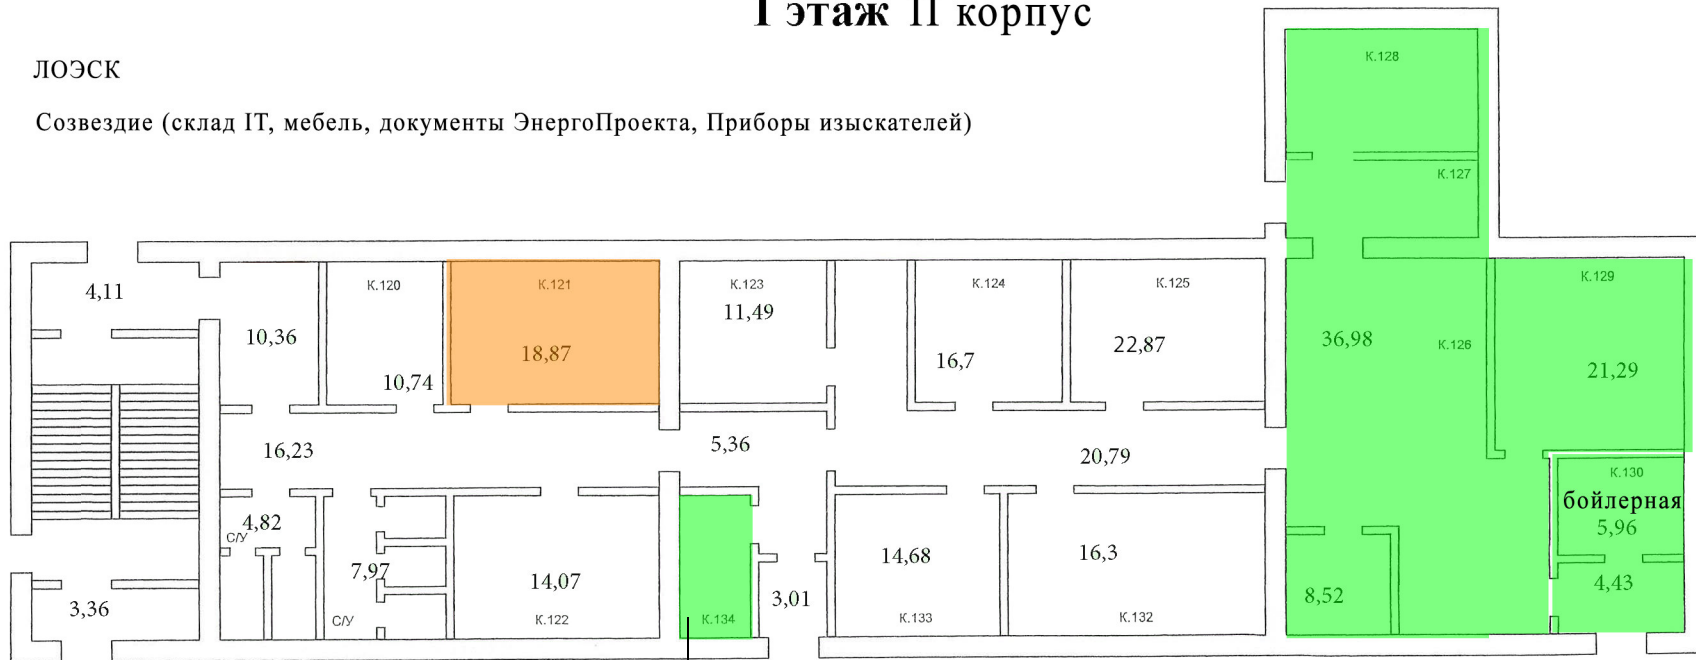 I этаж II корпус
ЛОЭСК
Созвездие (склад IT, мебель, документы ЭнергоПроекта, Приборы изыскателей)
К.128
К.127
4,11
10,36
К.120
10,74
К.121
18,87
К.123
11,49
К.124
16,7
К.125
22,87
36,98
К.126
К.129
21,29
16,23
5,36
20,79
К.130
бойлерная
5,96
4,43
4,82
С/У
7,97
С/У
14,07
К.122
К.134
3,01
14,68
К.133
16,3
К.132
8,52
3,36